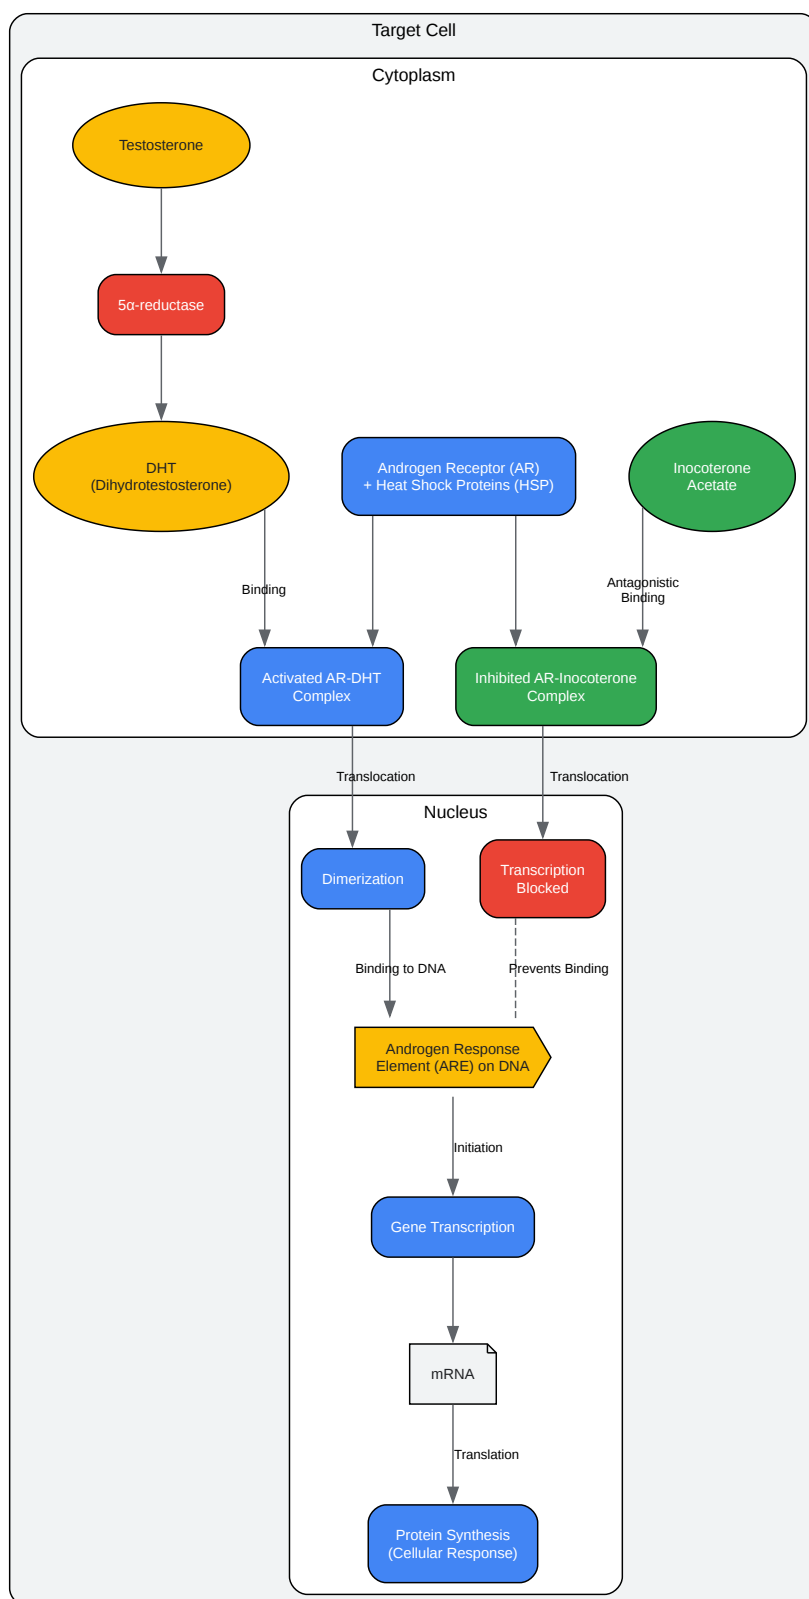 Target Cell
Cytoplasm
Testosterone
5α-reductase
DHT
(Dihydrotestosterone)
Androgen Receptor (AR)
+ Heat Shock Proteins (HSP)
Inocoterone
Acetate
Binding
Antagonistic
Binding
Activated AR-DHT
Complex
Inhibited AR-Inocoterone
Complex
Translocation
Translocation
Nucleus
Dimerization
Transcription
Blocked
Binding to DNA
Prevents Binding
Androgen Response
Element (ARE) on DNA
Initiation
Gene Transcription
mRNA
Translation
Protein Synthesis
(Cellular Response)